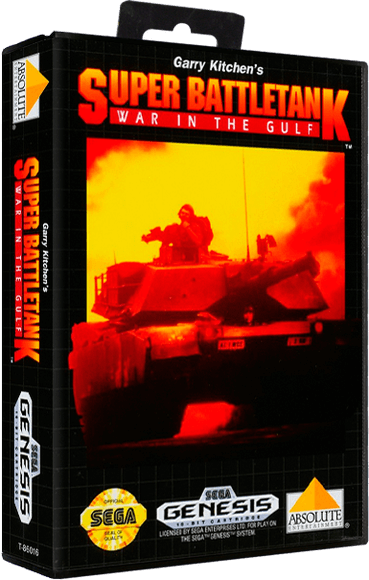 Garry Kitchen's
SUPER BATTLETANK
WAR IN THE GULF
™
OFFICIAL
SEGA
SEAL OF
QUALITY
SEGA
GENESIS
16-BIT CARTRIDGE
LICENSED BY SEGA ENTERPRISES LTD. FOR PLAY ON
THE SEGA™ GENESIS™ SYSTEM.
ABSOLUTE
ENTERTAINMENT
ABSOLUTE
ENTERTAINMENT
Garry Kitchen's
SUPER BATTLETANK
WAR IN THE GULF
™
SEGA
GENESIS
T-86016